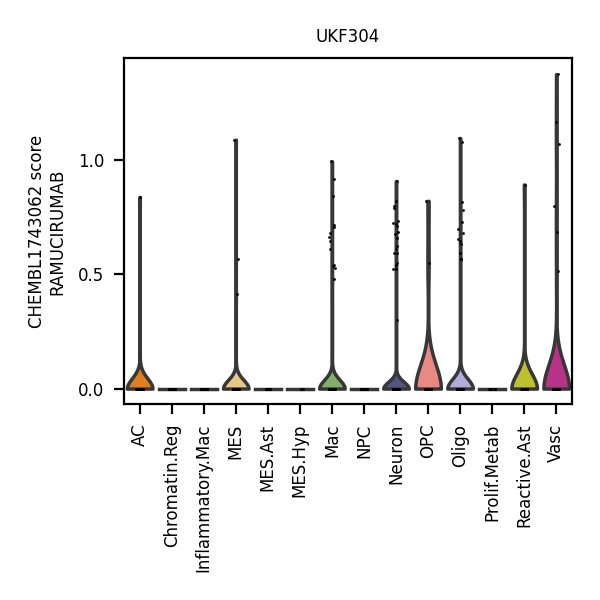 UKF304
CHEMBL1743062 score
RAMUCIRUMAB
1.0
0.5
0.0
AC
Chromatin.Reg
Inflammatory.Mac
MES
MES.Ast
MES.Hyp
Mac
NPC
Neuron
OPC
Oligo
Prolif.Metab
Reactive.Ast
Vasc